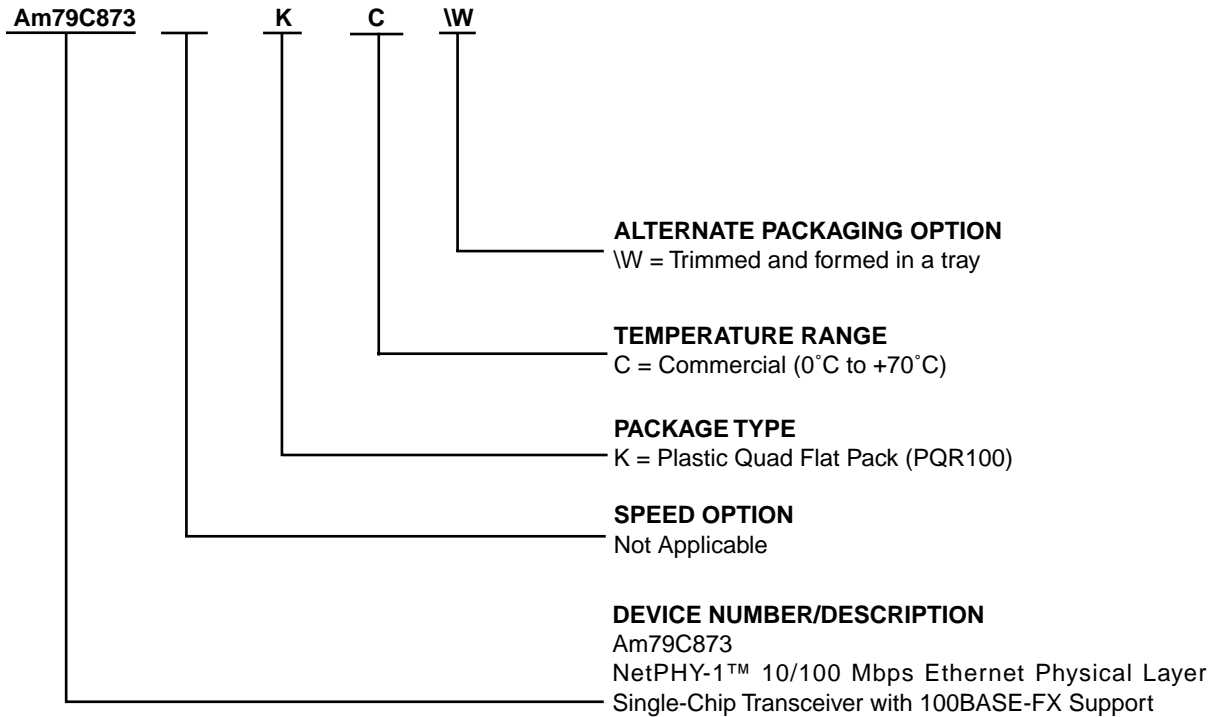 Am79C873 K C \W
ALTERNATE PACKAGING OPTION
\W = Trimmed and formed in a tray
TEMPERATURE RANGE
C = Commercial (0˚C to +70˚C)
PACKAGE TYPE
K = Plastic Quad Flat Pack (PQR100)
SPEED OPTION
Not Applicable
DEVICE NUMBER/DESCRIPTION
Am79C873
NetPHY-1™ 10/100 Mbps Ethernet Physical Layer
Single-Chip Transceiver with 100BASE-FX Support